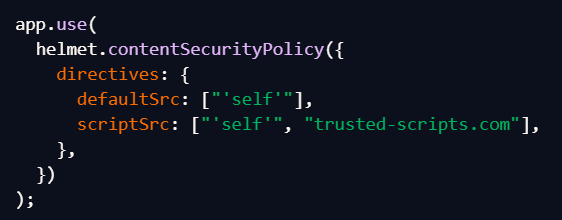 app.use(
  helmet.contentSecurityPolicy({
    directives: {
      defaultSrc: ["'self'"],
      scriptSrc: ["'self'", "trusted-scripts.com"],
    },
  })
);